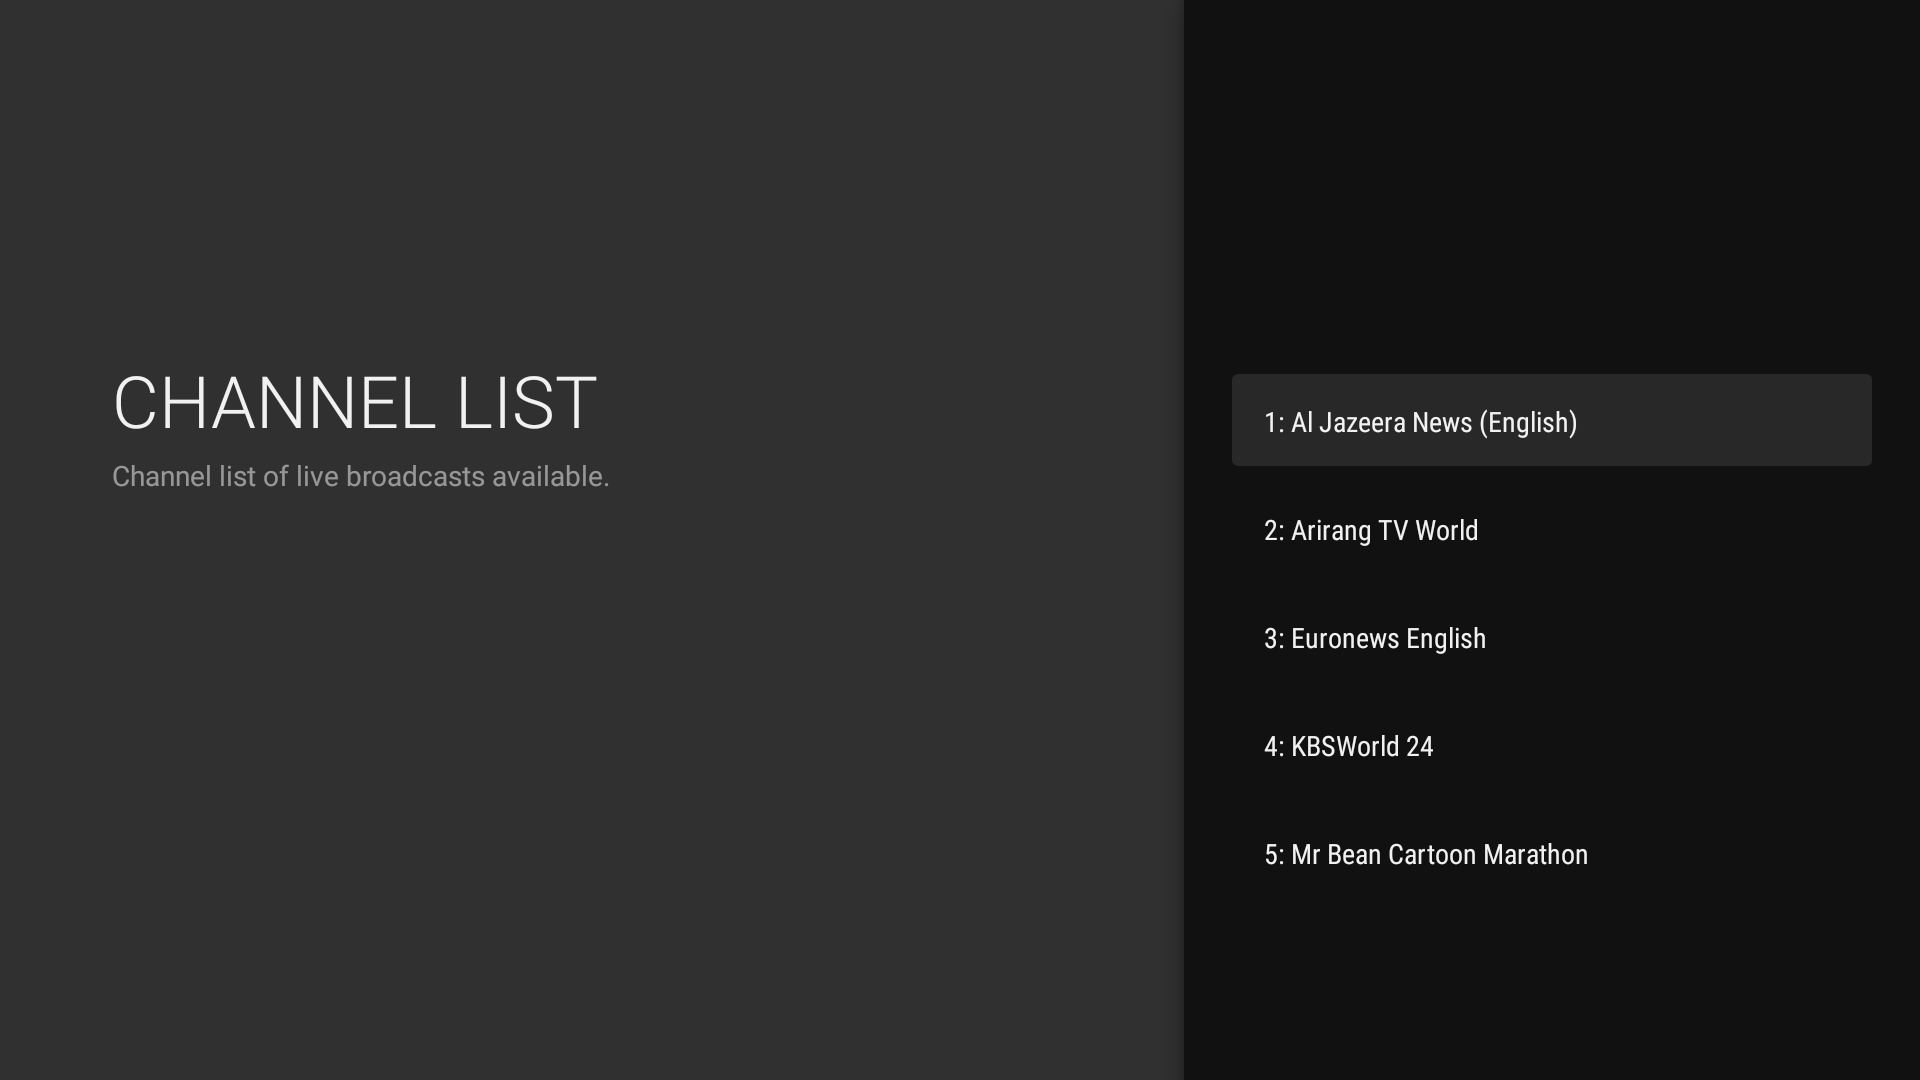 CHANNEL LIST
Channel list of live broadcasts available.
1: Al Jazeera News (English)
2: Arirang TV World
3: Euronews English
4: KBSWorld 24
5: Mr Bean Cartoon Marathon